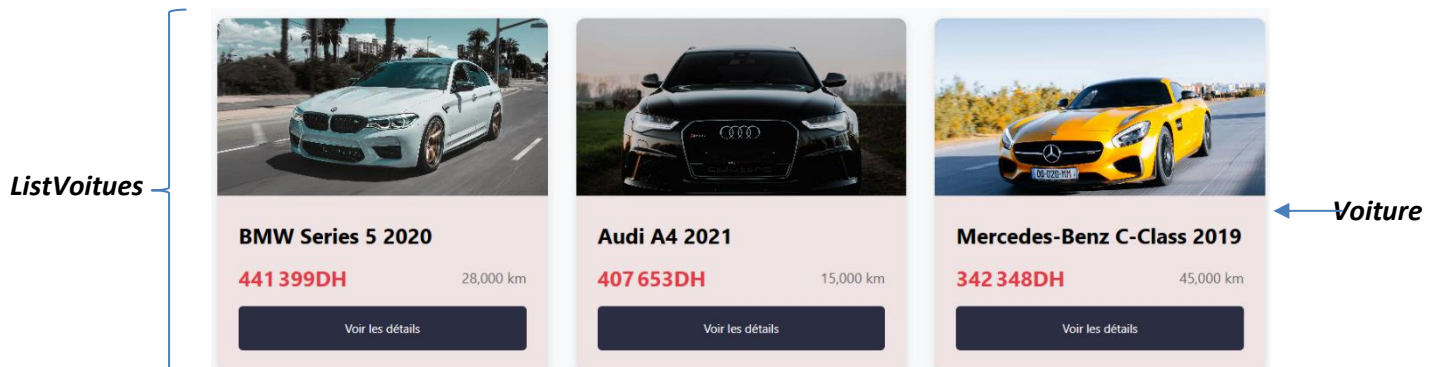 ListVoitues
Voiture
BMW Series 5 2020
441 399DH
28,000 km
Voir les détails
Audi A4 2021
407 653DH
15,000 km
Voir les détails
Mercedes-Benz C-Class 2019
342 348DH
45,000 km
Voir les détails